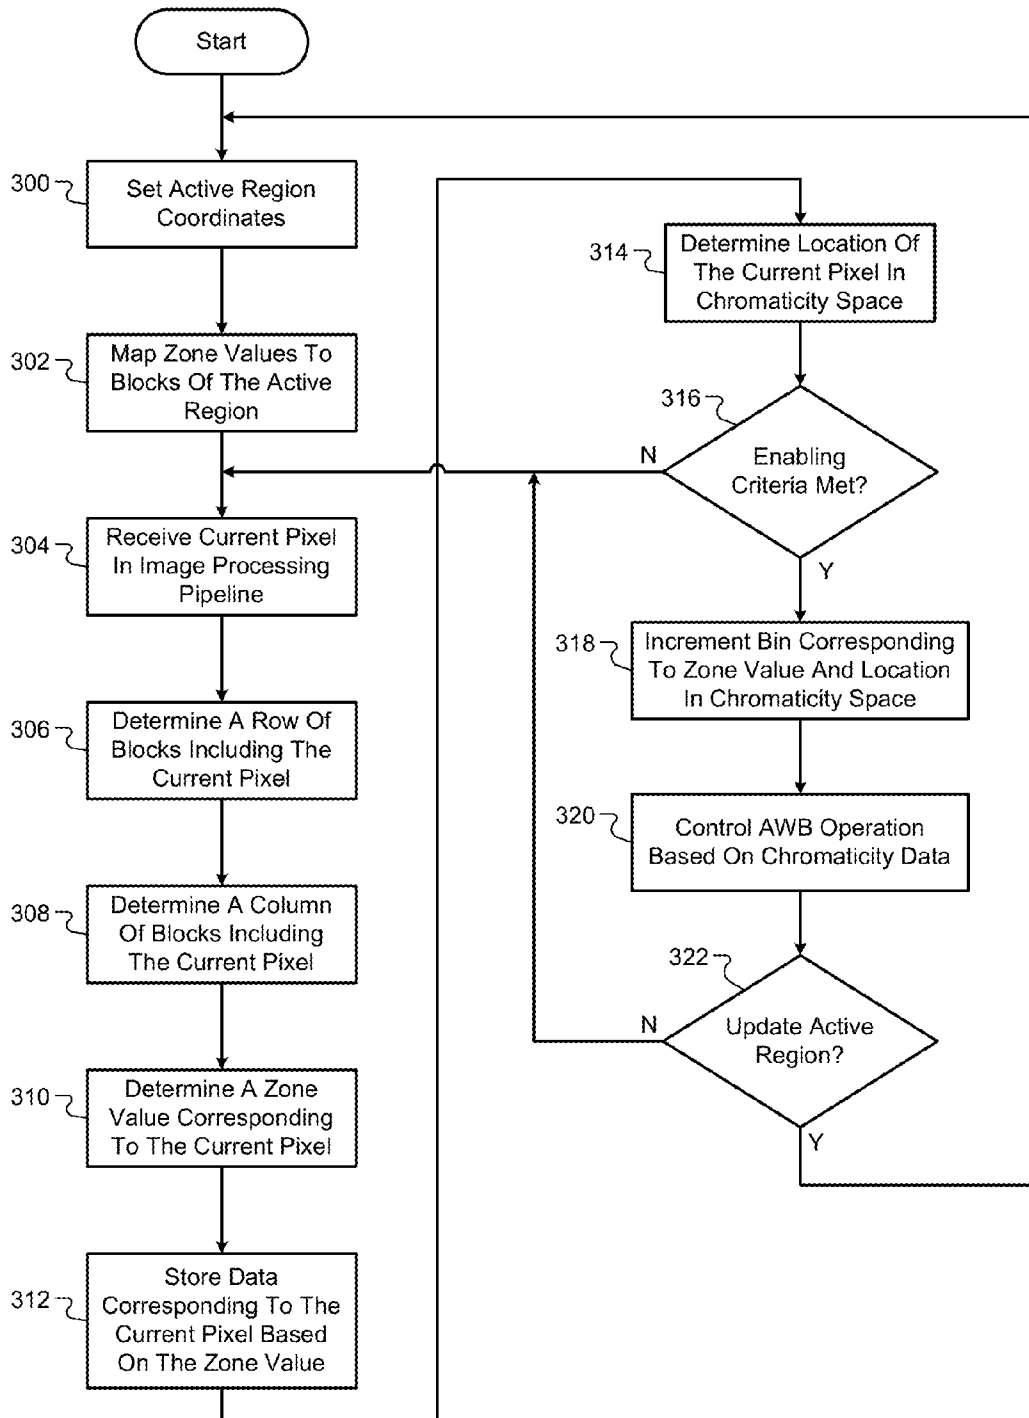 Start
300
Set Active Region
Coordinates
302
Map Zone Values To
Blocks Of The Active
Region
304
Receive Current Pixel
In Image Processing
Pipeline
306
Determine A Row Of
Blocks Including The
Current Pixel
308
Determine A Column
Of Blocks Including
The Current Pixel
310
Determine A Zone
Value Corresponding
To The Current Pixel
312
Store Data
Corresponding To The
Current Pixel Based
On The Zone Value
314
Determine Location Of
The Current Pixel In
Chromaticity Space
316
Enabling
Criteria Met?
N
Y
318
Increment Bin Corresponding
To Zone Value And Location
In Chromaticity Space
320
Control AWB Operation
Based On Chromaticity Data
322
Update Active
Region?
N
Y